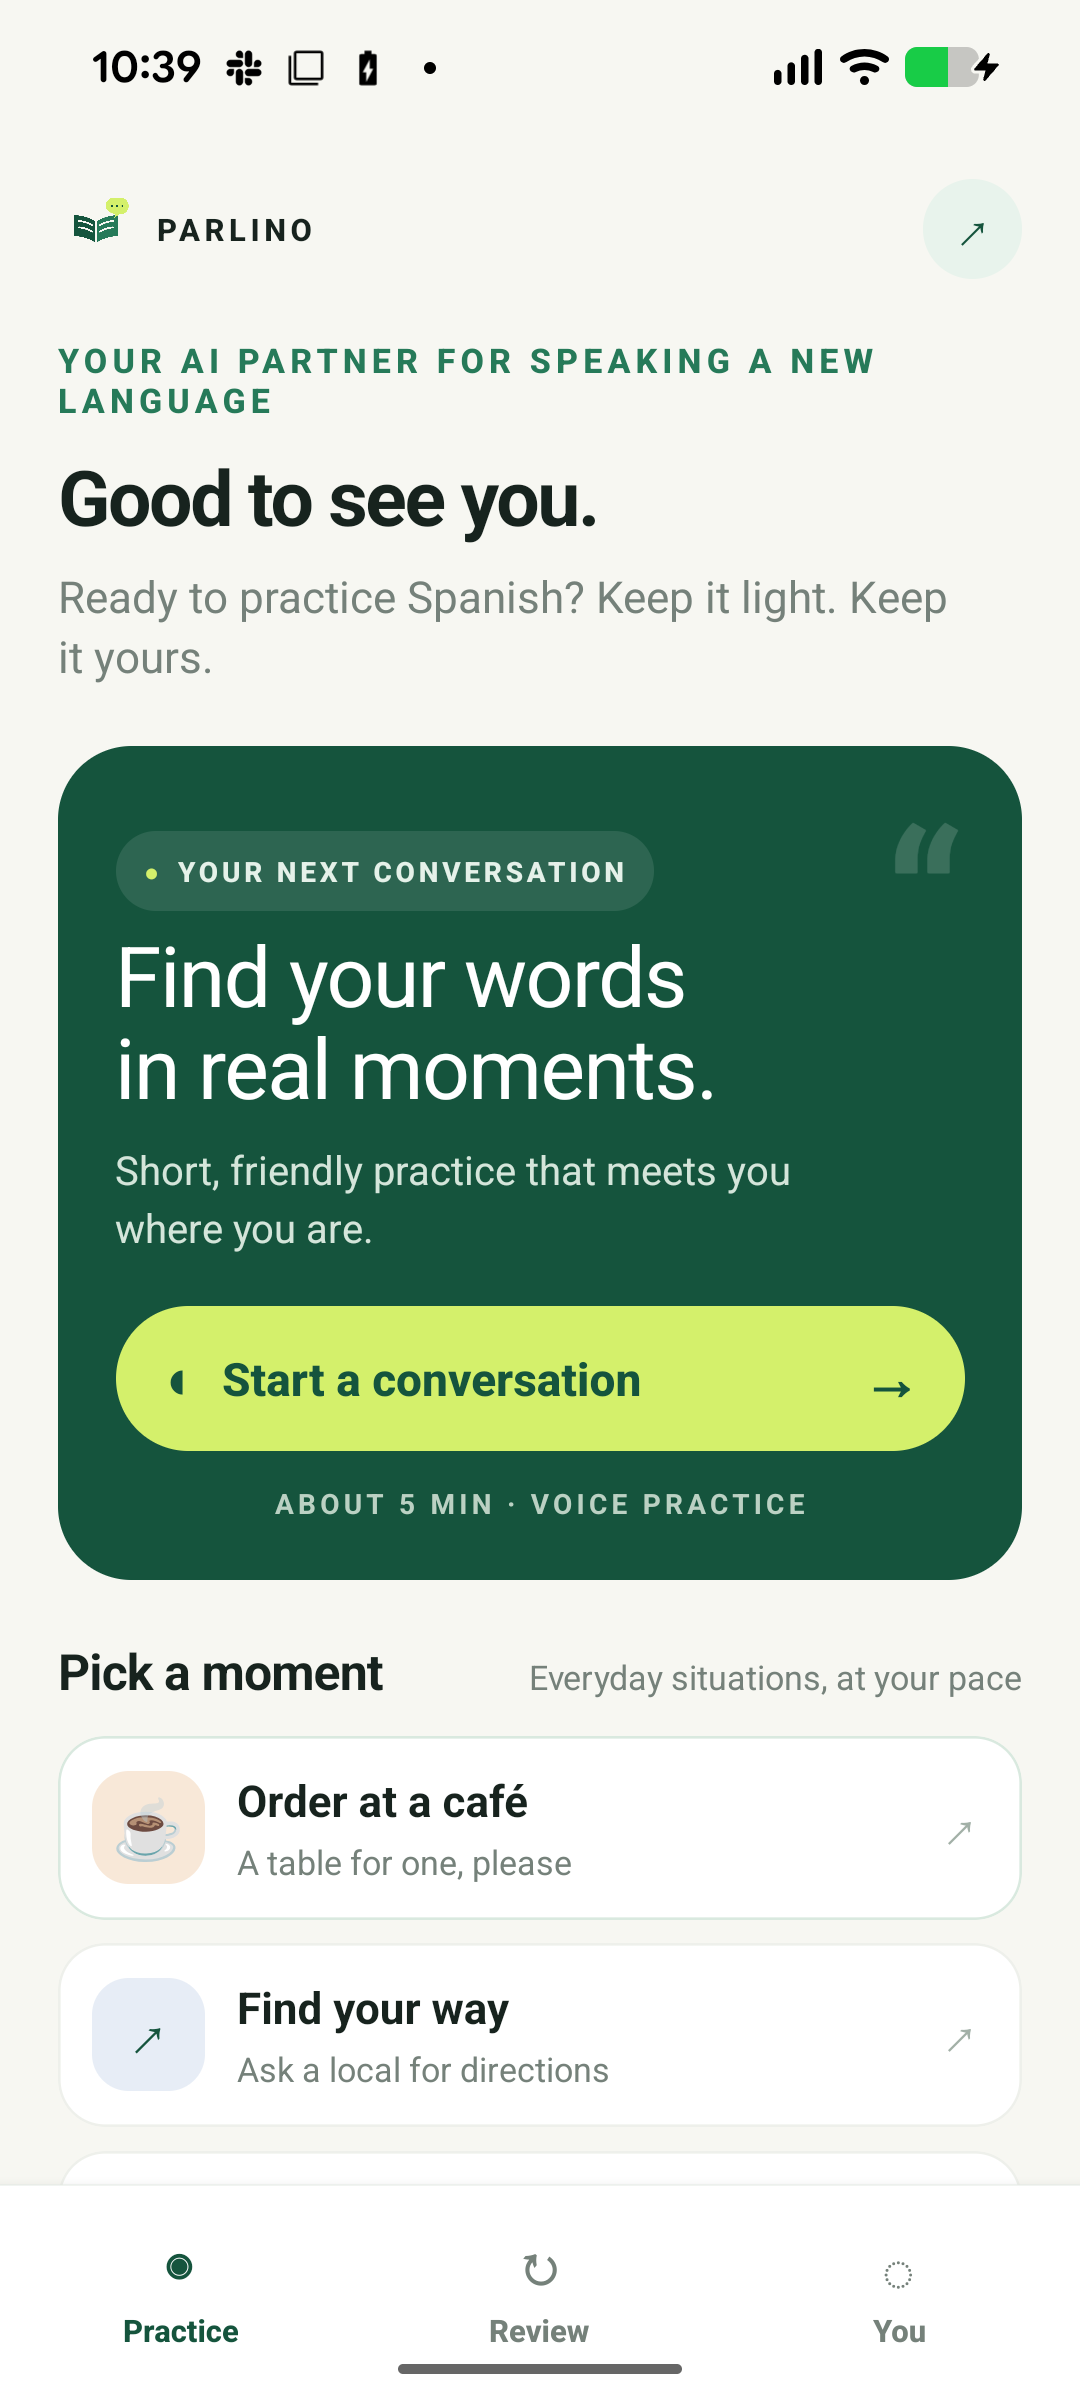 10:39
PARLINO
YOUR AI PARTNER FOR SPEAKING A NEW
LANGUAGE
Good to see you.
Ready to practice Spanish? Keep it light. Keep
it yours.
YOUR NEXT CONVERSATION
Find your words
in real moments.
Short, friendly practice that meets you
where you are.
Start a conversation →
ABOUT 5 MIN · VOICE PRACTICE
Pick a moment
Everyday situations, at your pace
Order at a café
A table for one, please
Find your way
Ask a local for directions
Practice
Review
You